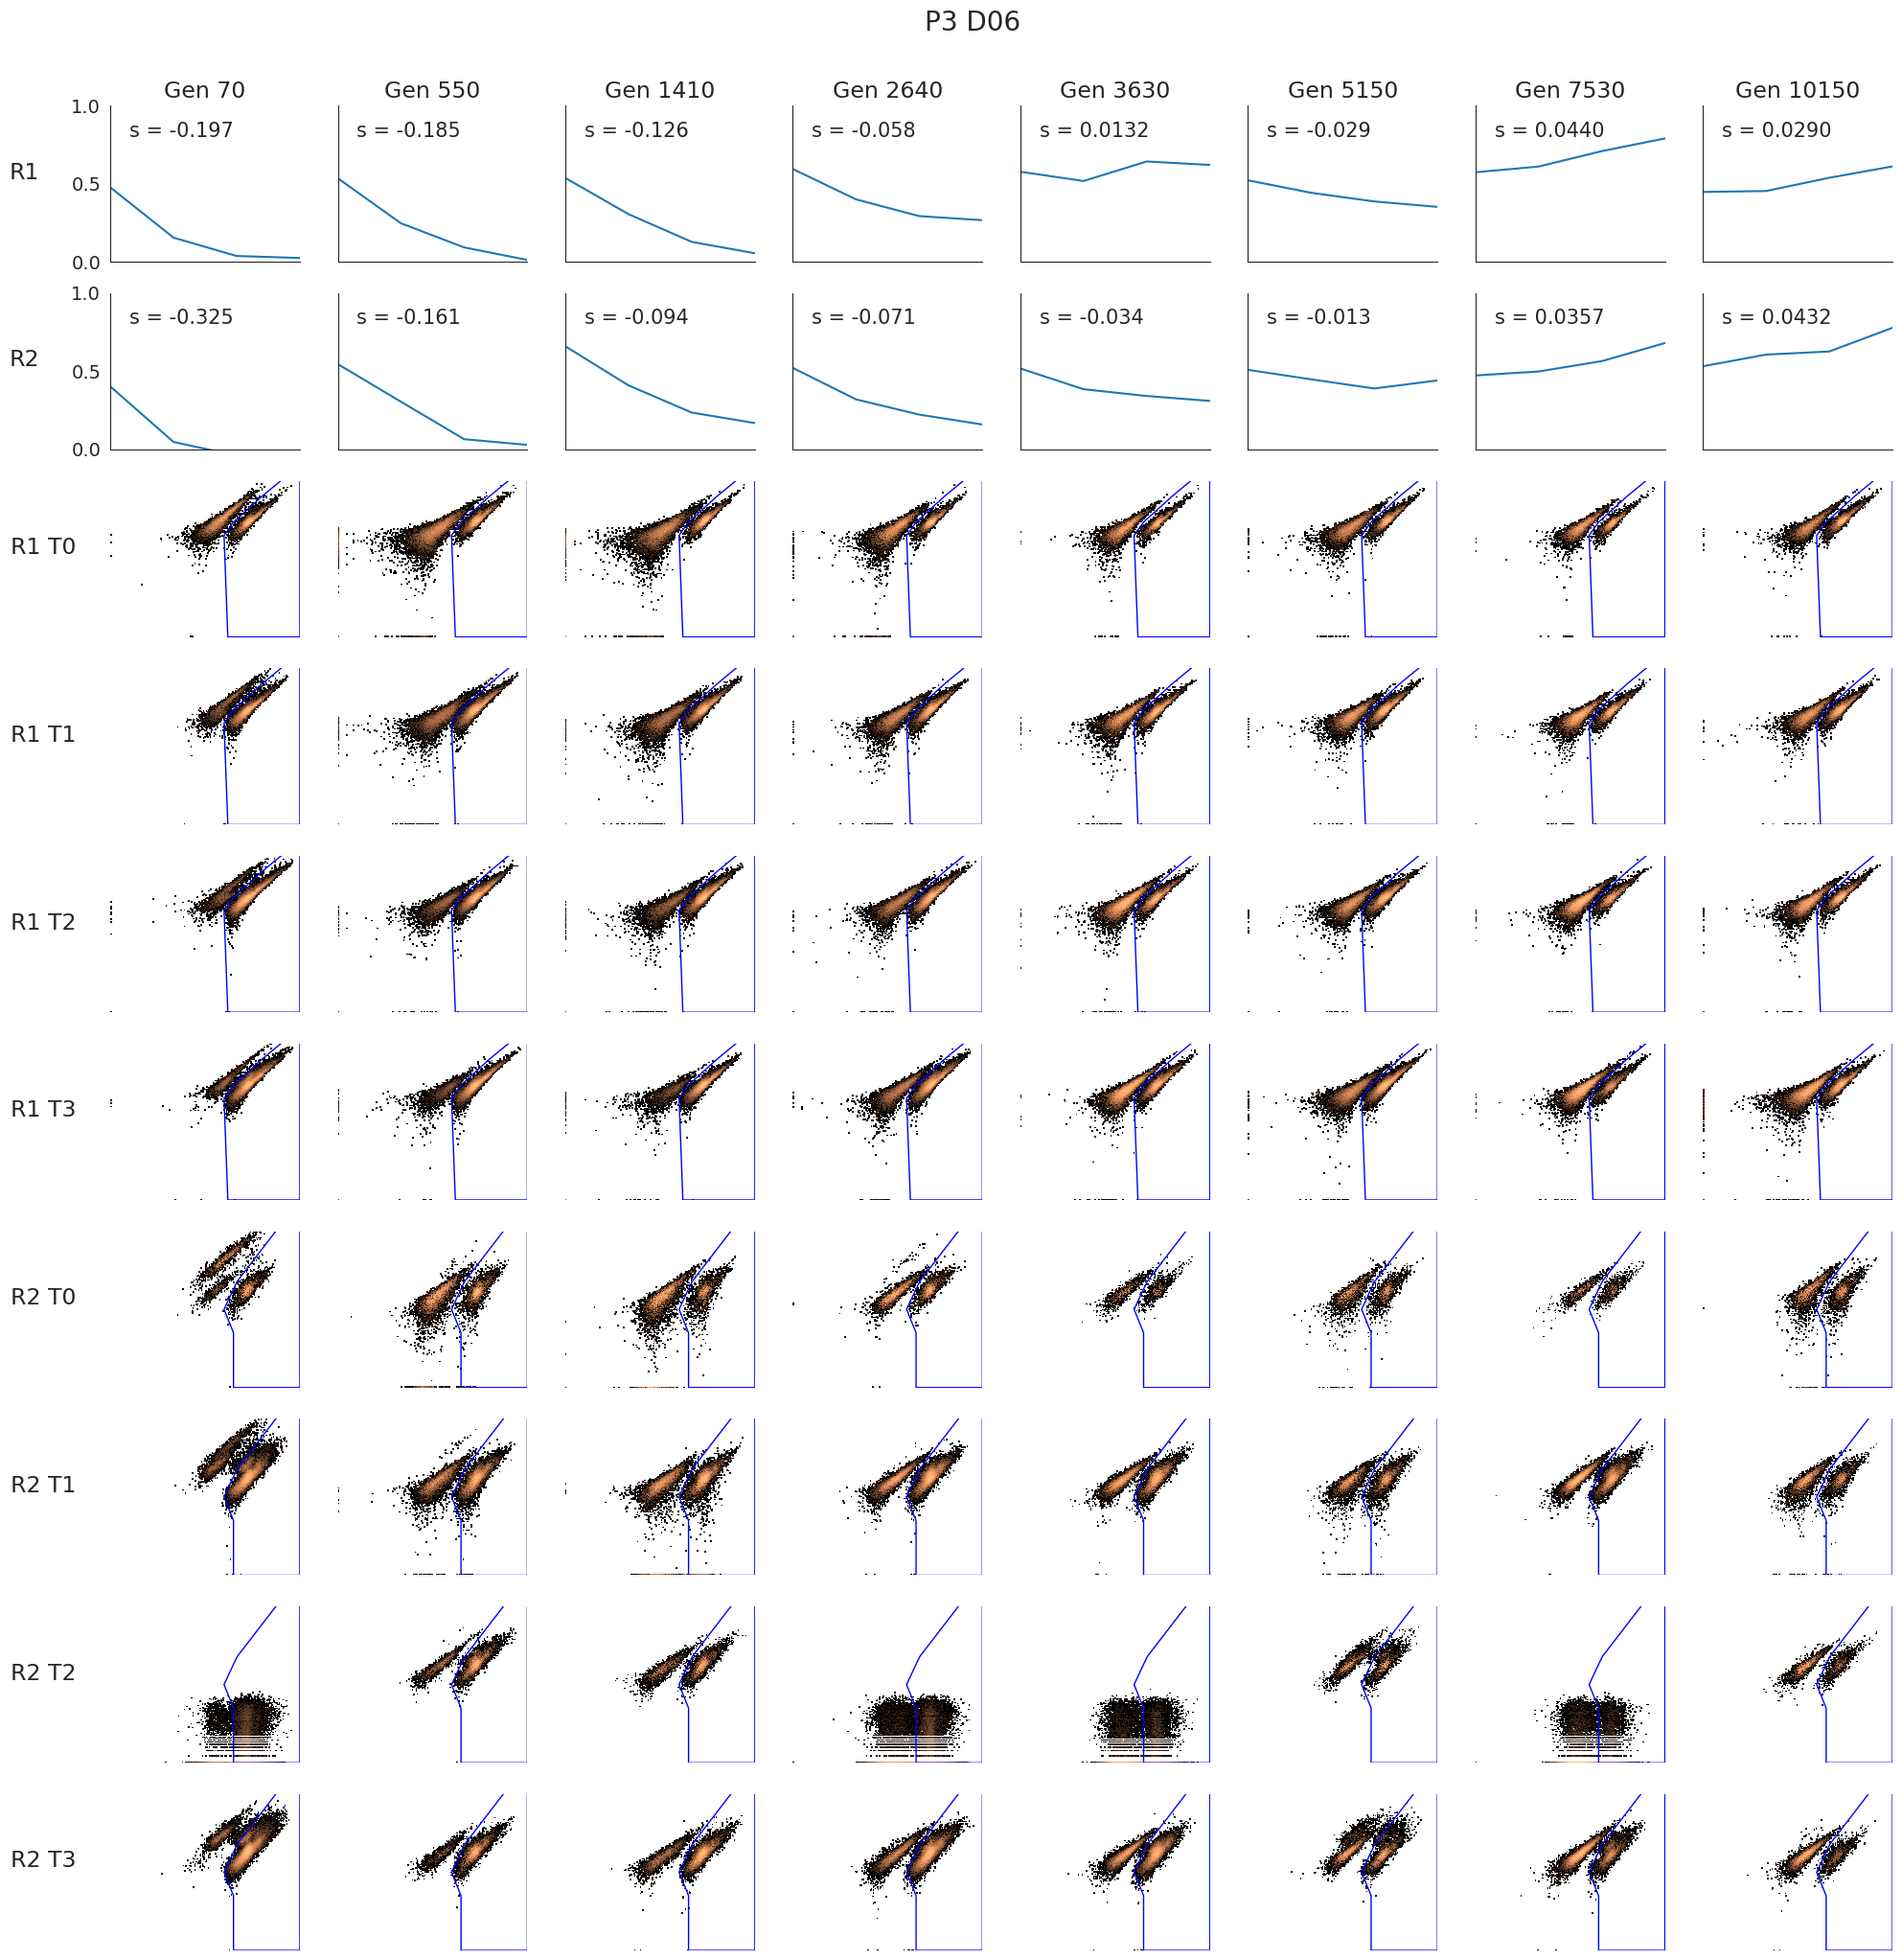 P3 D06
Gen 70 Gen 550 Gen 1410 Gen 2640 Gen 3630 Gen 5150 Gen 7530 Gen 10150
1.0
s = -0.197 s = -0.185 s = -0.126 s = -0.058 s = 0.0132 s = -0.029 s = 0.0440 s = 0.0290
R1
0.5
0.0
1.0
s = -0.325 s = -0.161 s = -0.094 s = -0.071 s = -0.034 s = -0.013 s = 0.0357 s = 0.0432
R2
0.5
0.0
R1 T0
R1 T1
R1 T2
R1 T3
R2 T0
R2 T1
R2 T2
R2 T3